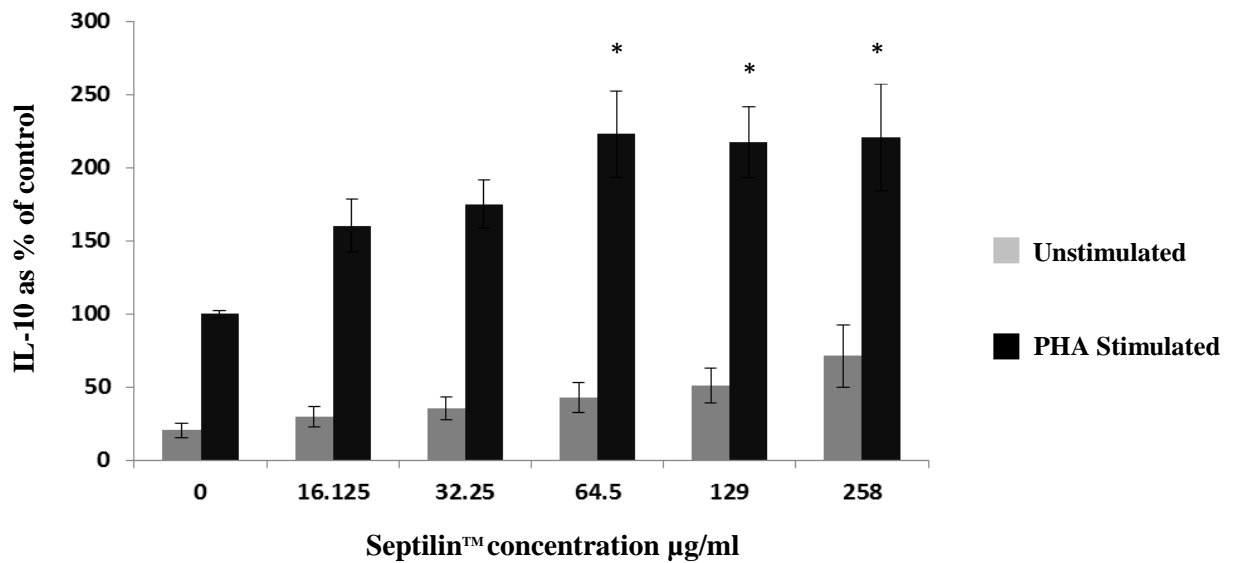 IL-10 as % of control
300
250
200
150
100
50
0
* * *
0 16.125 32.25 64.5 129 258
Septilin™ concentration µg/ml
Unstimulated
PHA Stimulated